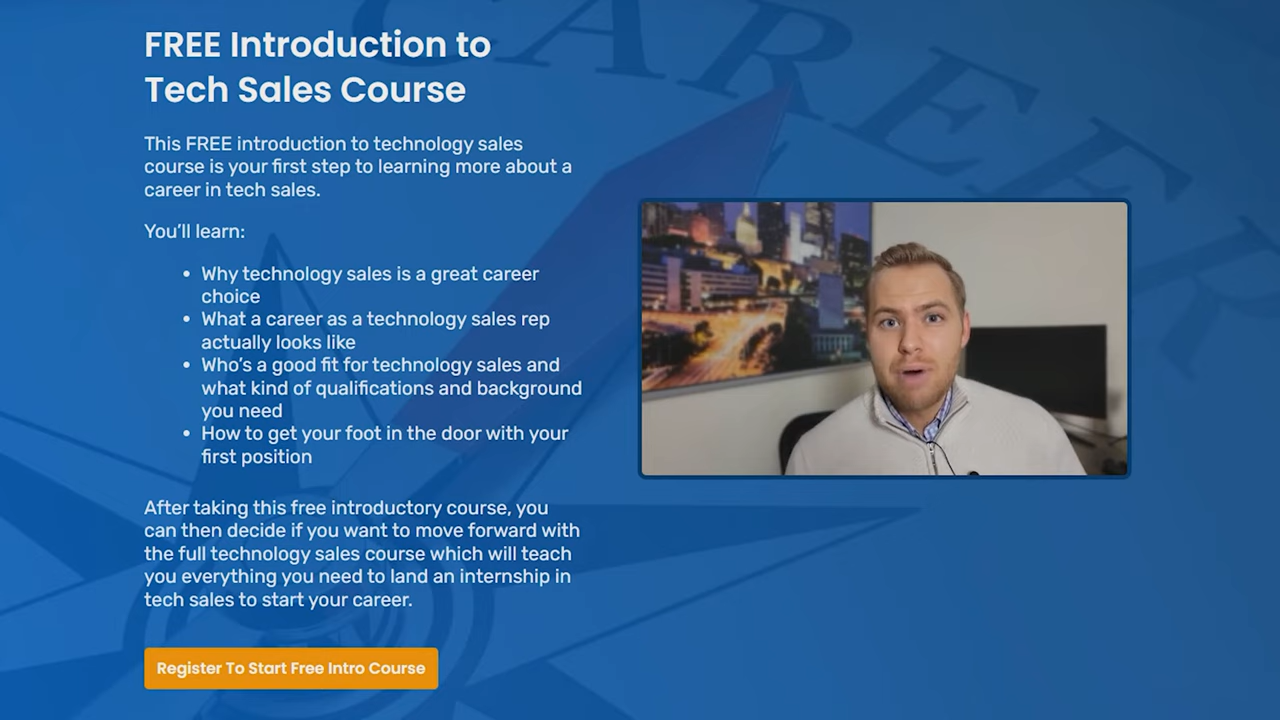 CAREER
FREE Introduction to
Tech Sales Course
This FREE introduction to technology sales
course is your first step to learning more about a
career in tech sales.
You’ll learn:
• Why technology sales is a great career
choice
• What a career as a technology sales rep
actually looks like
• Who’s a good fit for technology sales and
what kind of qualifications and background
you need
• How to get your foot in the door with your
first position
After taking this free introductory course, you
can then decide if you want to move forward with
the full technology sales course which will teach
you everything you need to land an internship in
tech sales to start your career.
Register To Start Free Intro Course